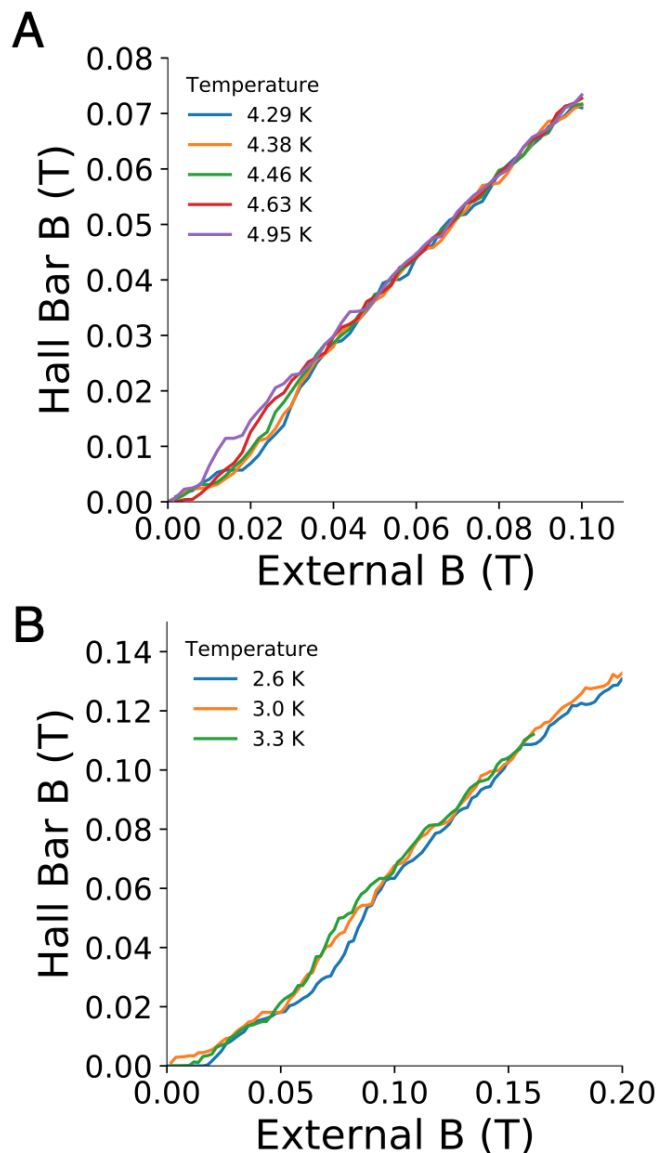 A
0.08
0.07
0.06
0.05
0.04
0.03
0.02
0.01
0.00
Hall Bar B (T)
Temperature
4.29 K
4.38 K
4.46 K
4.63 K
4.95 K
0.00 0.02 0.04 0.06 0.08 0.10
External B (T)
B
0.14
0.12
0.10
0.08
0.06
0.04
0.02
0.00
Hall Bar B (T)
Temperature
2.6 K
3.0 K
3.3 K
0.00 0.05 0.10 0.15 0.20
External B (T)